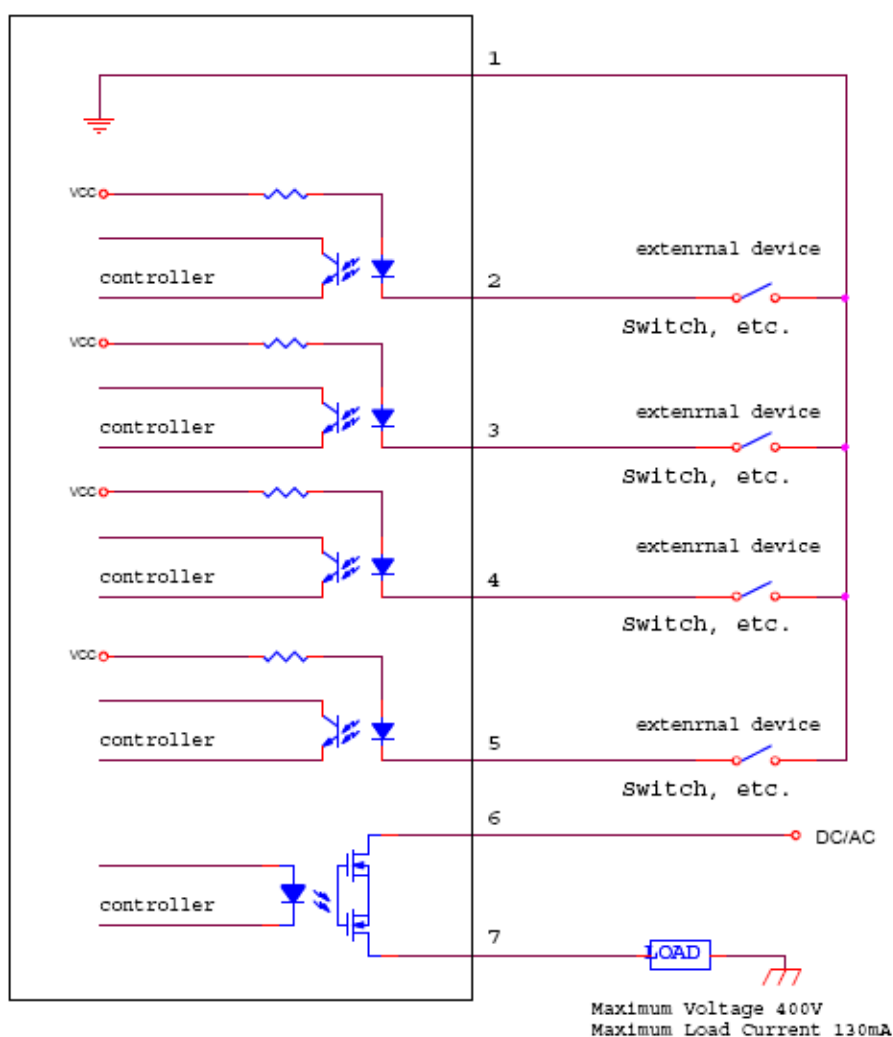 1
VCC
extenrnal device
controller
2
Switch, etc.
VCC
extenrnal device
controller
3
Switch, etc.
VCC
extenrnal device
controller
4
Switch, etc.
VCC
extenrnal device
controller
5
Switch, etc.
6
DC/AC
controller
7
LOAD
Maximum Voltage 400V
Maximum Load Current 130mA